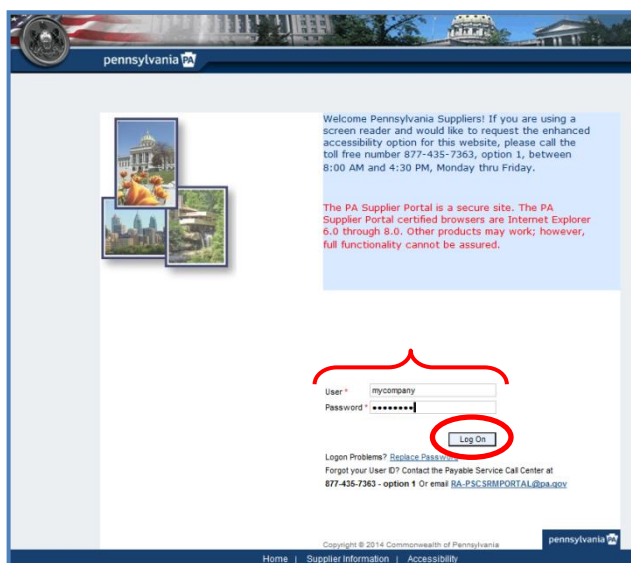 pennsylvania PA
Welcome Pennsylvania Suppliers! If you are using a
screen reader and would like to request the enhanced
accessibility option for this website, please call the
toll free number 877-435-7363, option 1, between
8:00 AM and 4:30 PM, Monday thru Friday.
The PA Supplier Portal is a secure site. The PA
Supplier Portal certified browsers are Internet Explorer
6.0 through 8.0. Other products may work; however,
full functionality cannot be assured.
User * mycompany
Password * ••••••••
Log On
Logon Problems? Replace Password
Forgot your User ID? Contact the Payable Service Call Center at
877-435-7363 - option 1 Or email RA-PSCSRMPORTAL@pa.gov
Copyright © 2014 Commonwealth of Pennsylvania
pennsylvania PA
Home | Supplier Information | Accessibility